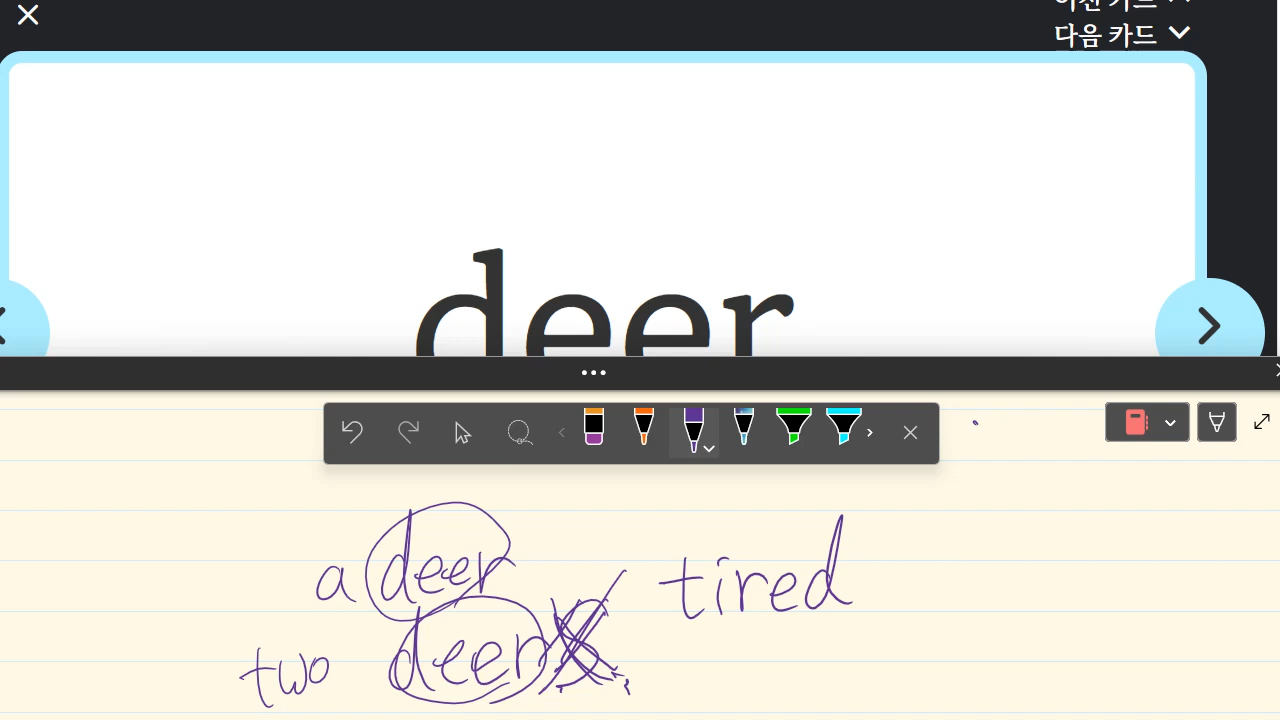 다음 카드
deer
a deer tired
two deer